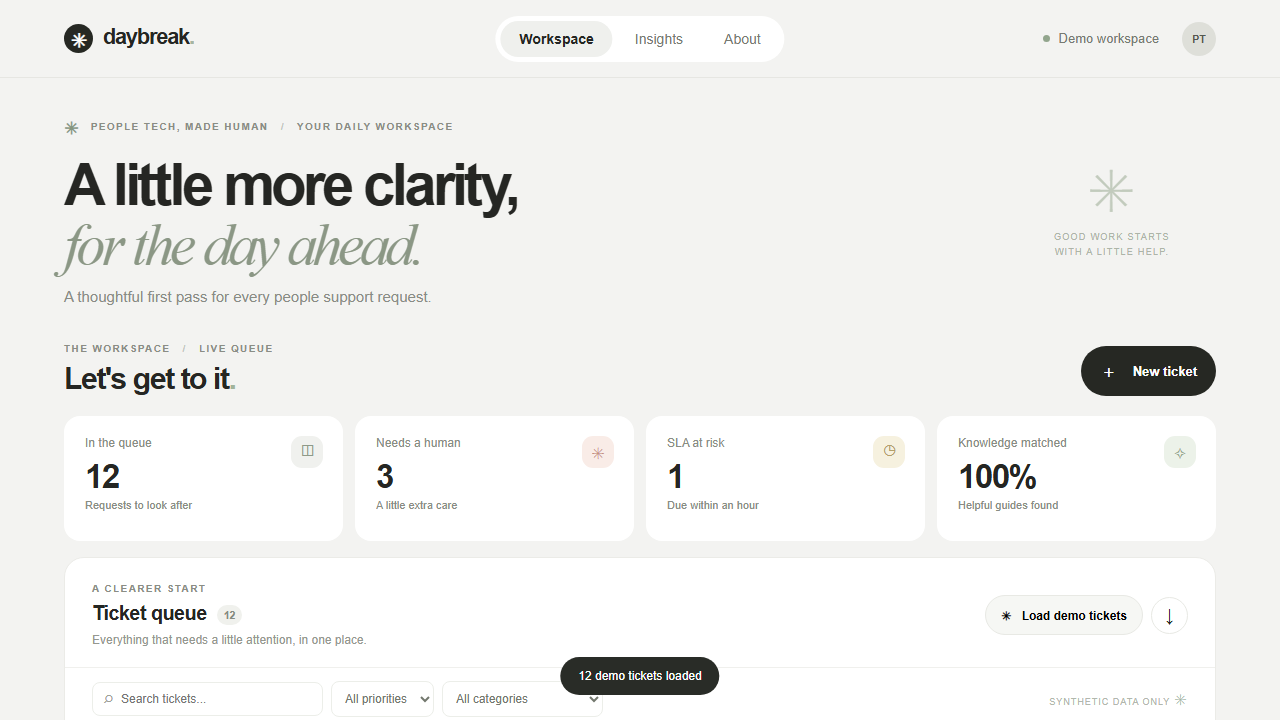 daybreak.
Workspace
Insights
About
Demo workspace
PT
PEOPLE TECH, MADE HUMAN / YOUR DAILY WORKSPACE
A little more clarity,
for the day ahead.
A thoughtful first pass for every people support request.
GOOD WORK STARTS
WITH A LITTLE HELP.
THE WORKSPACE / LIVE QUEUE
Let's get to it.
+ New ticket
In the queue
12
Requests to look after
Needs a human
3
A little extra care
SLA at risk
1
Due within an hour
Knowledge matched
100%
Helpful guides found
A CLEARER START
Ticket queue 12
Everything that needs a little attention, in one place.
Load demo tickets
12 demo tickets loaded
Search tickets...
All priorities
All categories
SYNTHETIC DATA ONLY